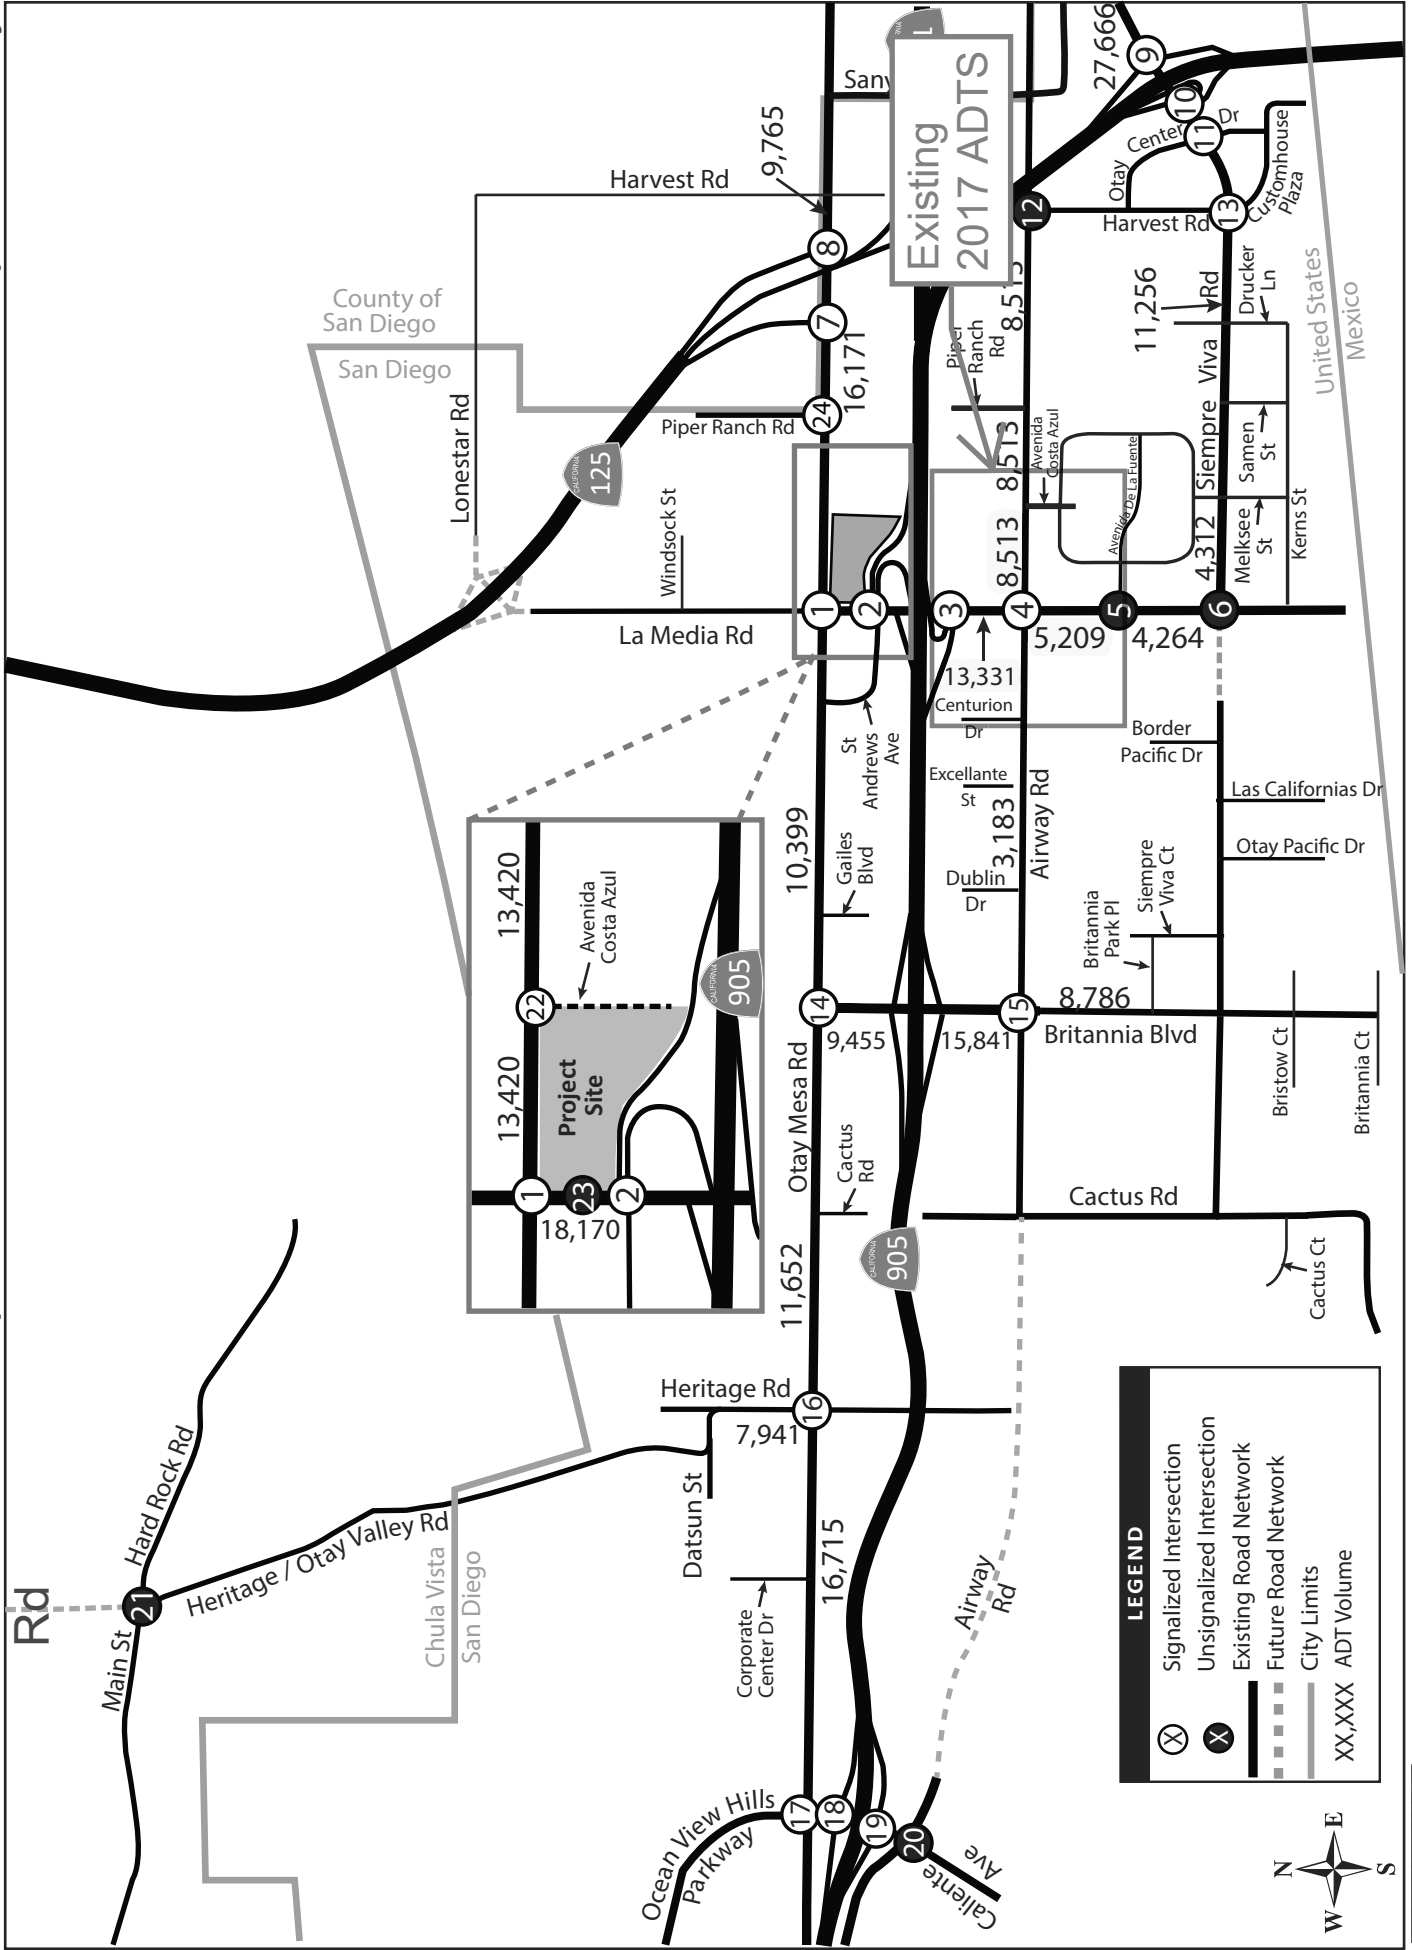 Rd
Main St
Hard Rock Rd
21
Heritage / Otay Valley Rd
Chula Vista
San Diego
County of
San Diego
San Diego
Lonestar Rd
CALIFORNIA
125
Harvest Rd
9,765
Sany
8
7
16,171
24
Piper Ranch Rd
Windsock St
La Media Rd
1
2
3
4
5
6
13,331
5,209
4,264
8,513
8,513
Existing
2017 ADTS
Piper
Ranch
Rd
Avenida
Costa Azul
Avenida De La Fuente
27,666
9
10
11
12
13
Otay
Center
Dr
Customhouse
Plaza
Harvest Rd
11,256
Drucker
Ln
Siempre Viva Rd
4,312
Samen
St
Melksee
St
Kerns St
United States
Mexico
St
Andrews
Ave
Centurion
Dr
Excellante
St
3,183
Dublin
Dr
Airway Rd
Border
Pacific Dr
Las Californias Dr
Otay Pacific Dr
Siempre
Viva Ct
Britannia
Park Pl
10,399
Gailes
Blvd
14
15
9,455
15,841
8,786
Britannia Blvd
Bristow Ct
Britannia Ct
Otay Mesa Rd
Cactus
Rd
11,652
CALIFORNIA
905
Cactus Rd
Cactus Ct
13,420
13,420
22
Avenida
Costa Azul
Project
Site
CALIFORNIA
905
1
23
2
18,170
Heritage Rd
16
7,941
Datsun St
16,715
Corporate
Center Dr
Airway
Rd
Ocean View Hills
Parkway
17
18
19
20
Caliente
Ave
LEGEND
X Signalized Intersection
X Unsignalized Intersection
Existing Road Network
Future Road Network
City Limits
XX,XXX ADT Volume
N
W E
S